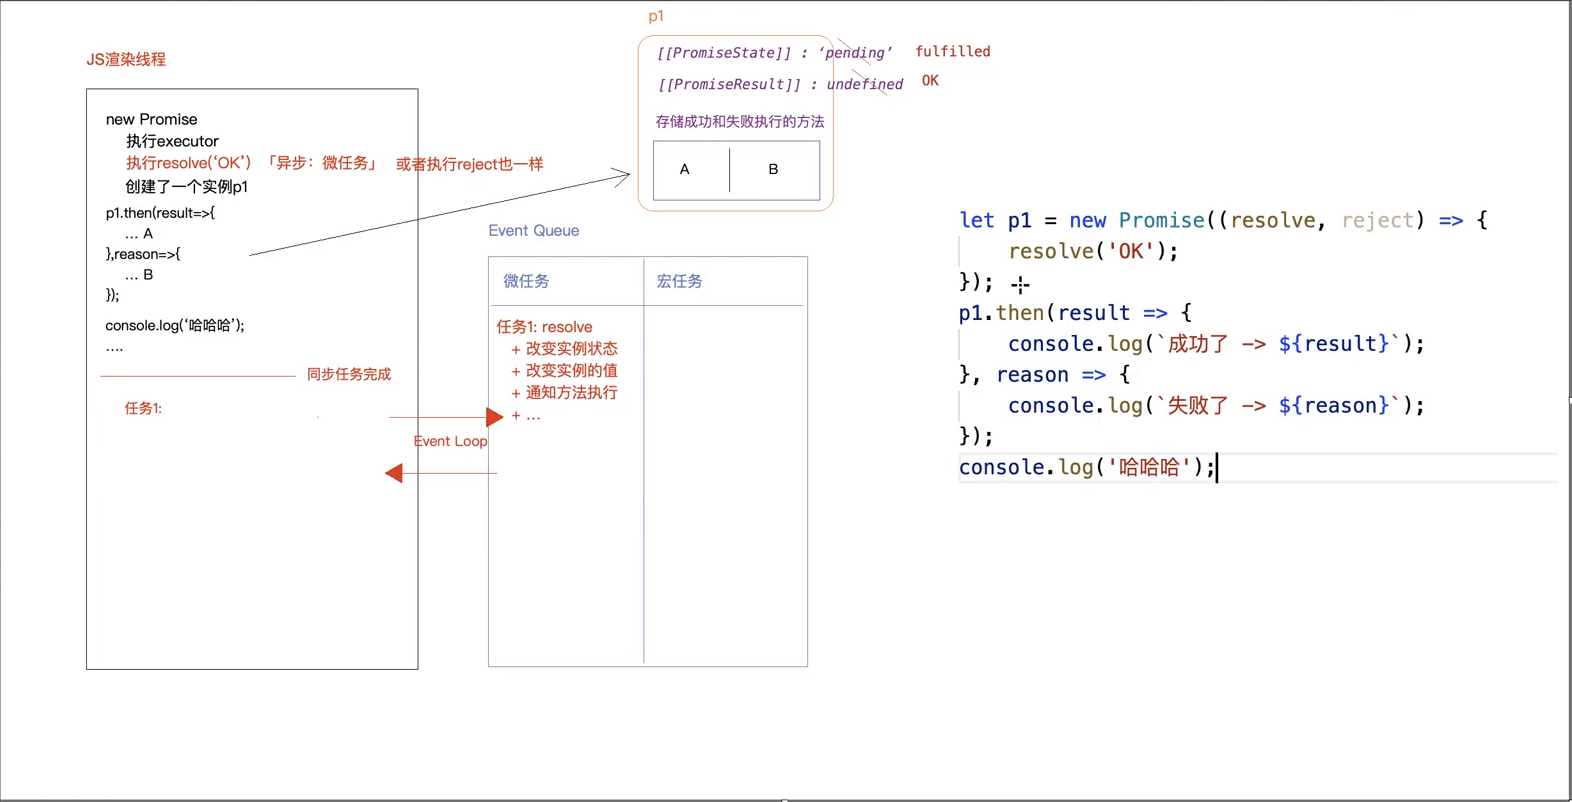 JS渲染线程
new Promise
执行executor
执行resolve(‘OK’) 「异步：微任务」 或者执行reject也一样
创建了一个实例p1
p1.then(result=>{
... A
},reason=>{
... B
});
console.log(‘哈哈哈’);
....
同步任务完成
任务1:
p1
[[PromiseState]] : ‘pending’ fulfilled
[[PromiseResult]] : undefined OK
存储成功和失败执行的方法
A B
Event Queue
微任务 宏任务
任务1: resolve
+ 改变实例状态
+ 改变实例的值
+ 通知方法执行
+ ...
Event Loop
let p1 = new Promise((resolve, reject) => {
resolve('OK');
});
p1.then(result => {
console.log(`成功了 -> ${result}`);
}, reason => {
console.log(`失败了 -> ${reason}`);
});
console.log('哈哈哈');